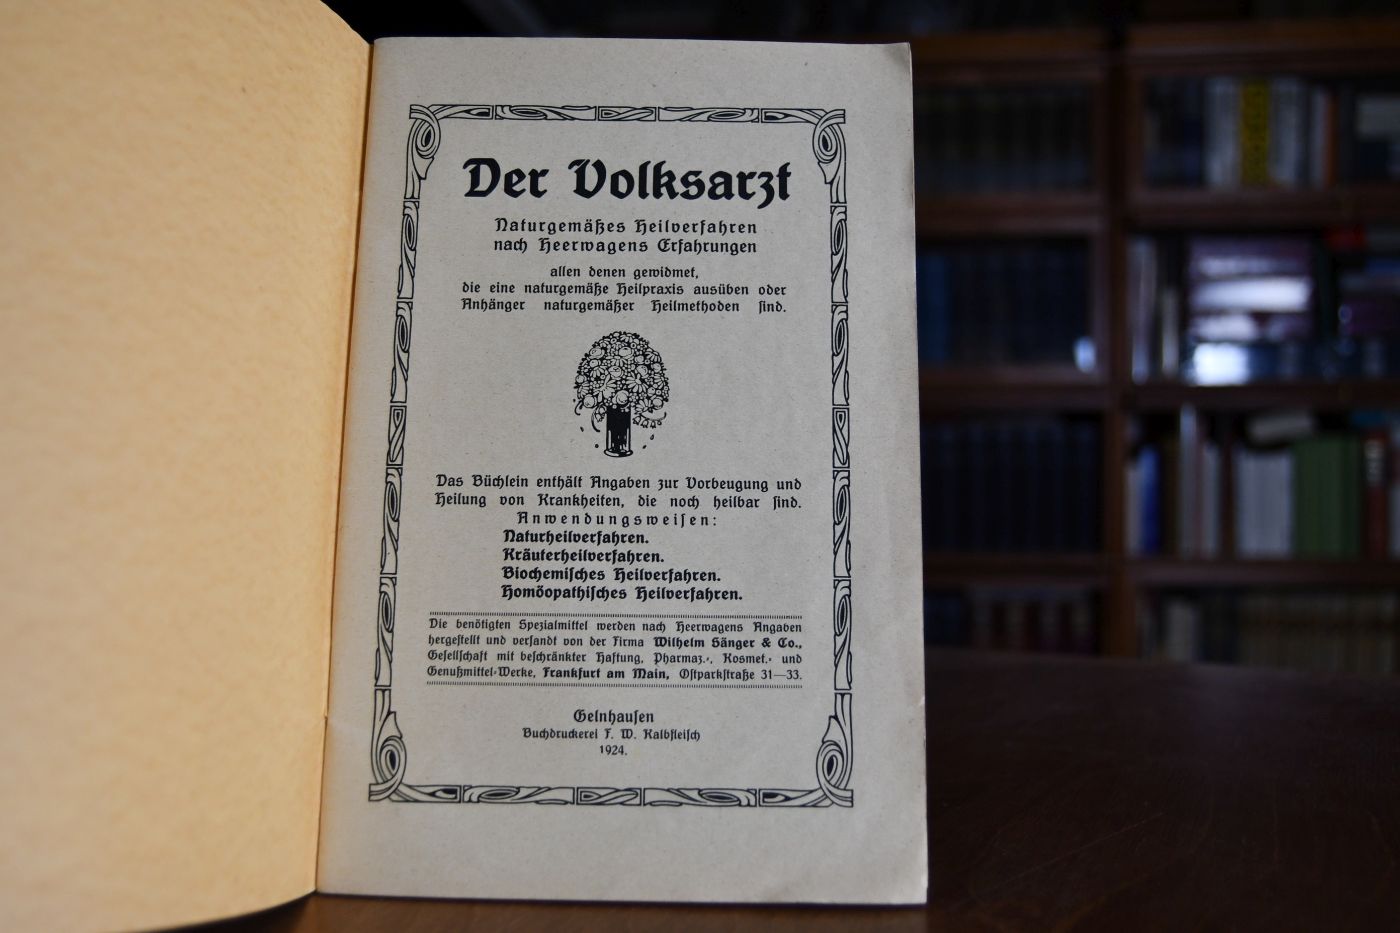 Der Volksarzt
Naturgemäßes Heilverfahren
nach Heerwagens Erfahrungen
allen denen gewidmet,
die eine naturgemäße Heilpraxis ausüben oder
Anhänger naturgemäßer Heilmethoden sind.
Das Büchlein enthält Angaben zur Vorbeugung und
Heilung von Krankheiten, die noch heilbar sind.
Anwendungsweisen:
Naturheilverfahren.
Kräuterheilverfahren.
Biochemisches Heilverfahren.
Homöopathisches Heilverfahren.
Die benötigten Spezialmittel werden nach Heerwagens Angaben
hergestellt und versandt von der Firma Wilhelm Sänger & Co.,
Gesellschaft mit beschränkter Haftung, Pharmaz.-, Kosmet.- und
Genußmittel-Werke, Frankfurt am Main, Ostparkstraße 31—33.
Gelnhausen
Buchdruckerei F. W. Kalbfleisch
1924.